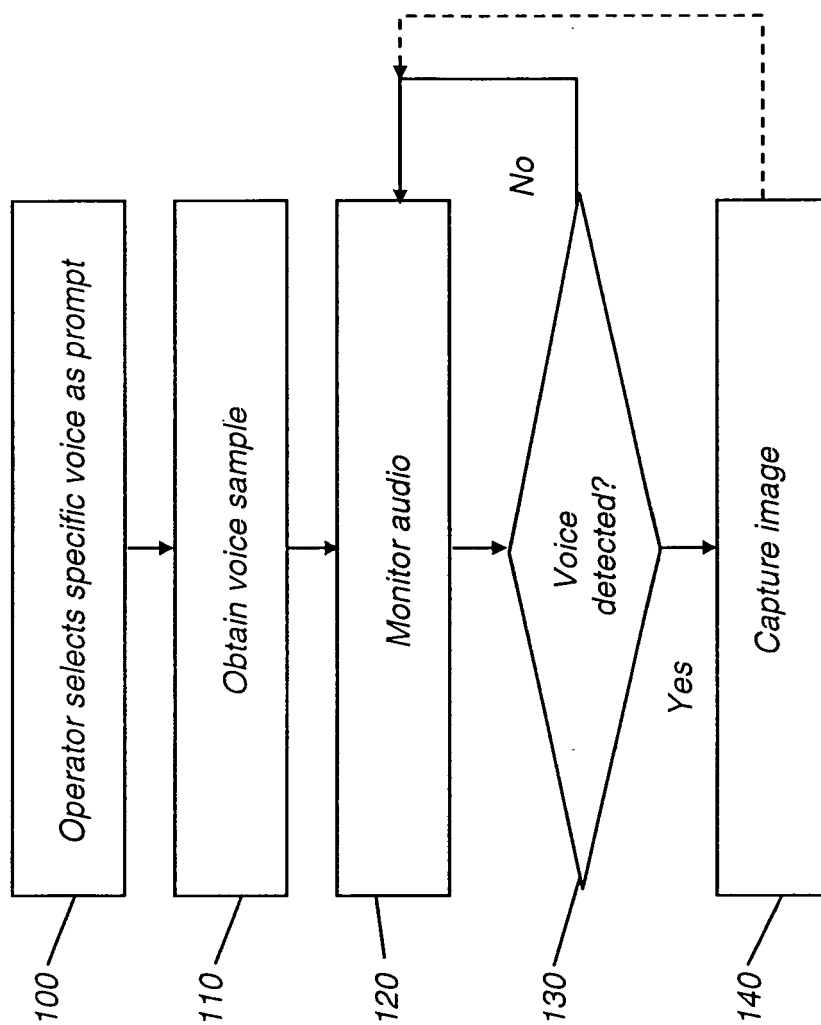 100
Operator selects specific voice as prompt
110
Obtain voice sample
120
Monitor audio
130
Voice
detected?
No
Yes
140
Capture image